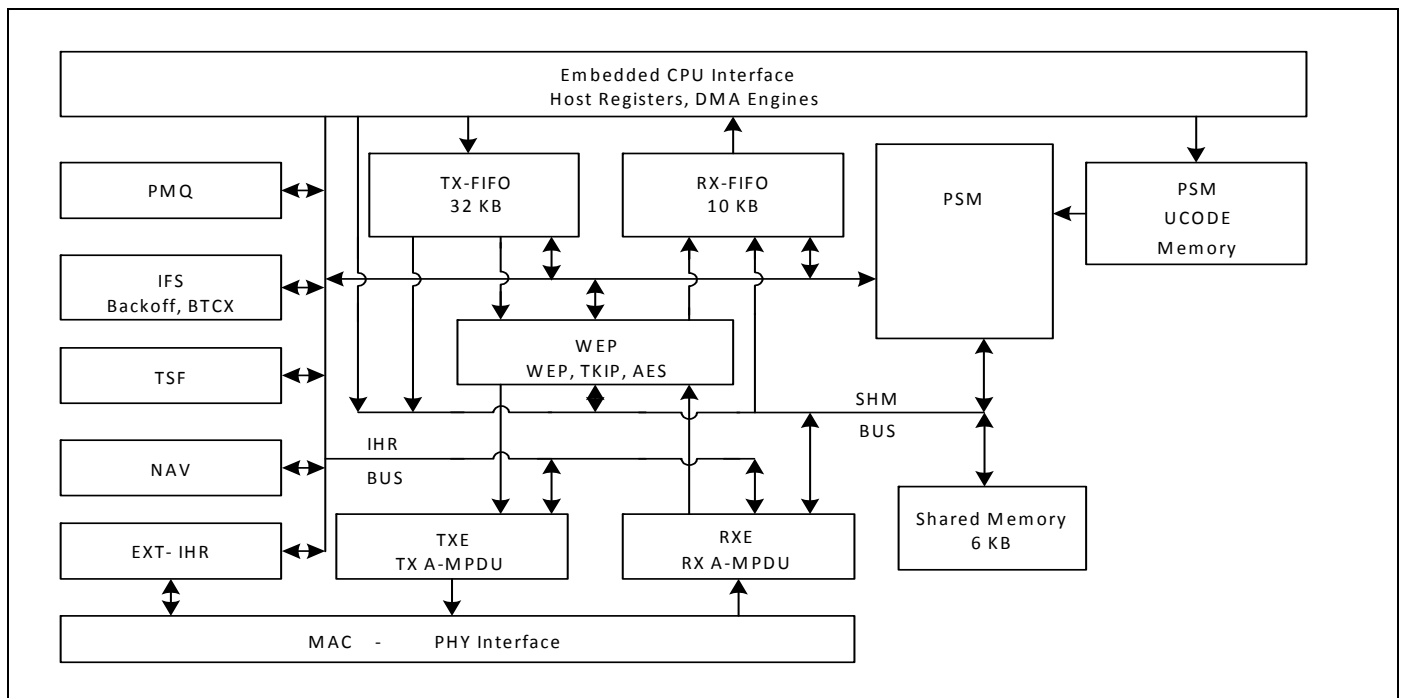 Embedded CPU Interface
Host Registers, DMA Engines
PMQ
TX-FIFO
32 KB
RX-FIFO
10 KB
PSM
PSM
UCODE
Memory
IFS
Backoff, BTCX
WEP
WEP, TKIP, AES
TSF
SHM
BUS
IHR
BUS
NAV
Shared Memory
6 KB
EXT- IHR
TXE
TX A-MPDU
RXE
RX A-MPDU
MAC - PHY Interface